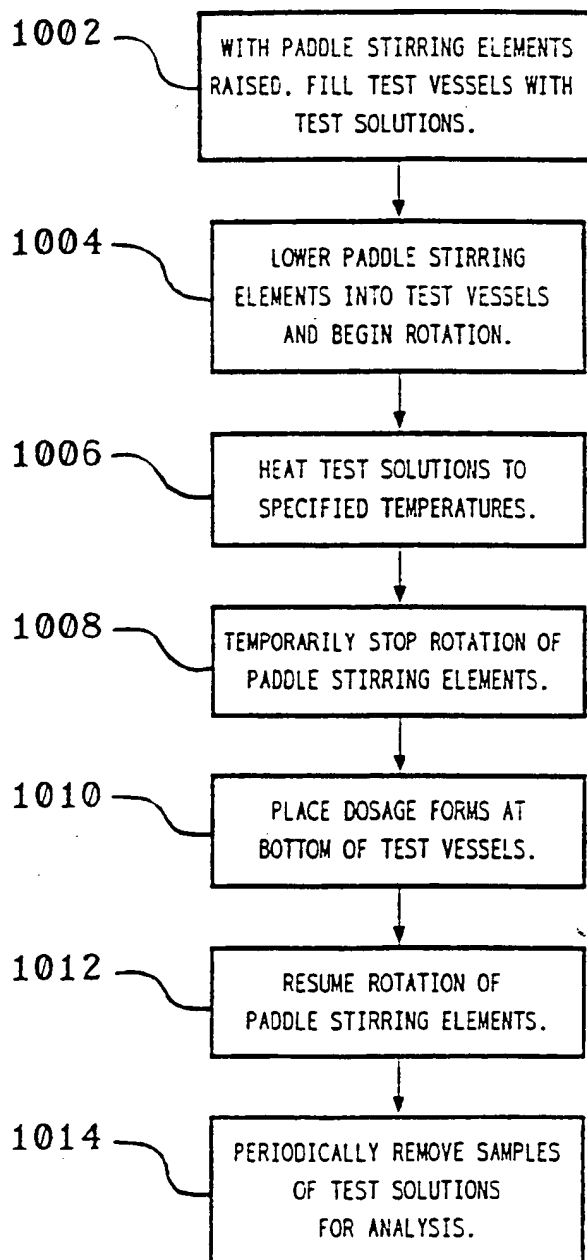 1002
WITH PADDLE STIRRING ELEMENTS
RAISED. FILL TEST VESSELS WITH
TEST SOLUTIONS.
1004
LOWER PADDLE STIRRING
ELEMENTS INTO TEST VESSELS
AND BEGIN ROTATION.
1006
HEAT TEST SOLUTIONS TO
SPECIFIED TEMPERATURES.
1008
TEMPORARILY STOP ROTATION OF
PADDLE STIRRING ELEMENTS.
1010
PLACE DOSAGE FORMS AT
BOTTOM OF TEST VESSELS.
1012
RESUME ROTATION OF
PADDLE STIRRING ELEMENTS.
1014
PERIODICALLY REMOVE SAMPLES
OF TEST SOLUTIONS
FOR ANALYSIS.